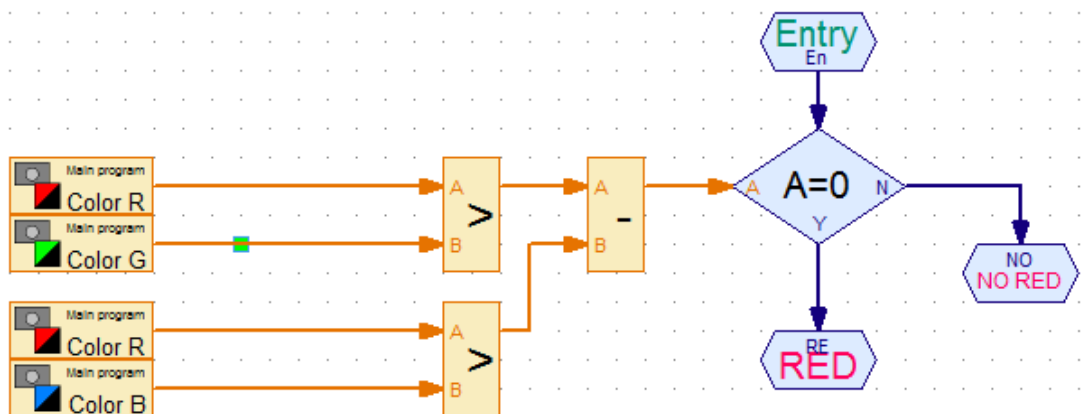 Entry
En
Main program
Color R
A
>
A
-
A
A=0
N
Y
Main program
Color G
B
B
NO
NO RED
Main program
Color R
A
>
RE
RED
Main program
Color B
B